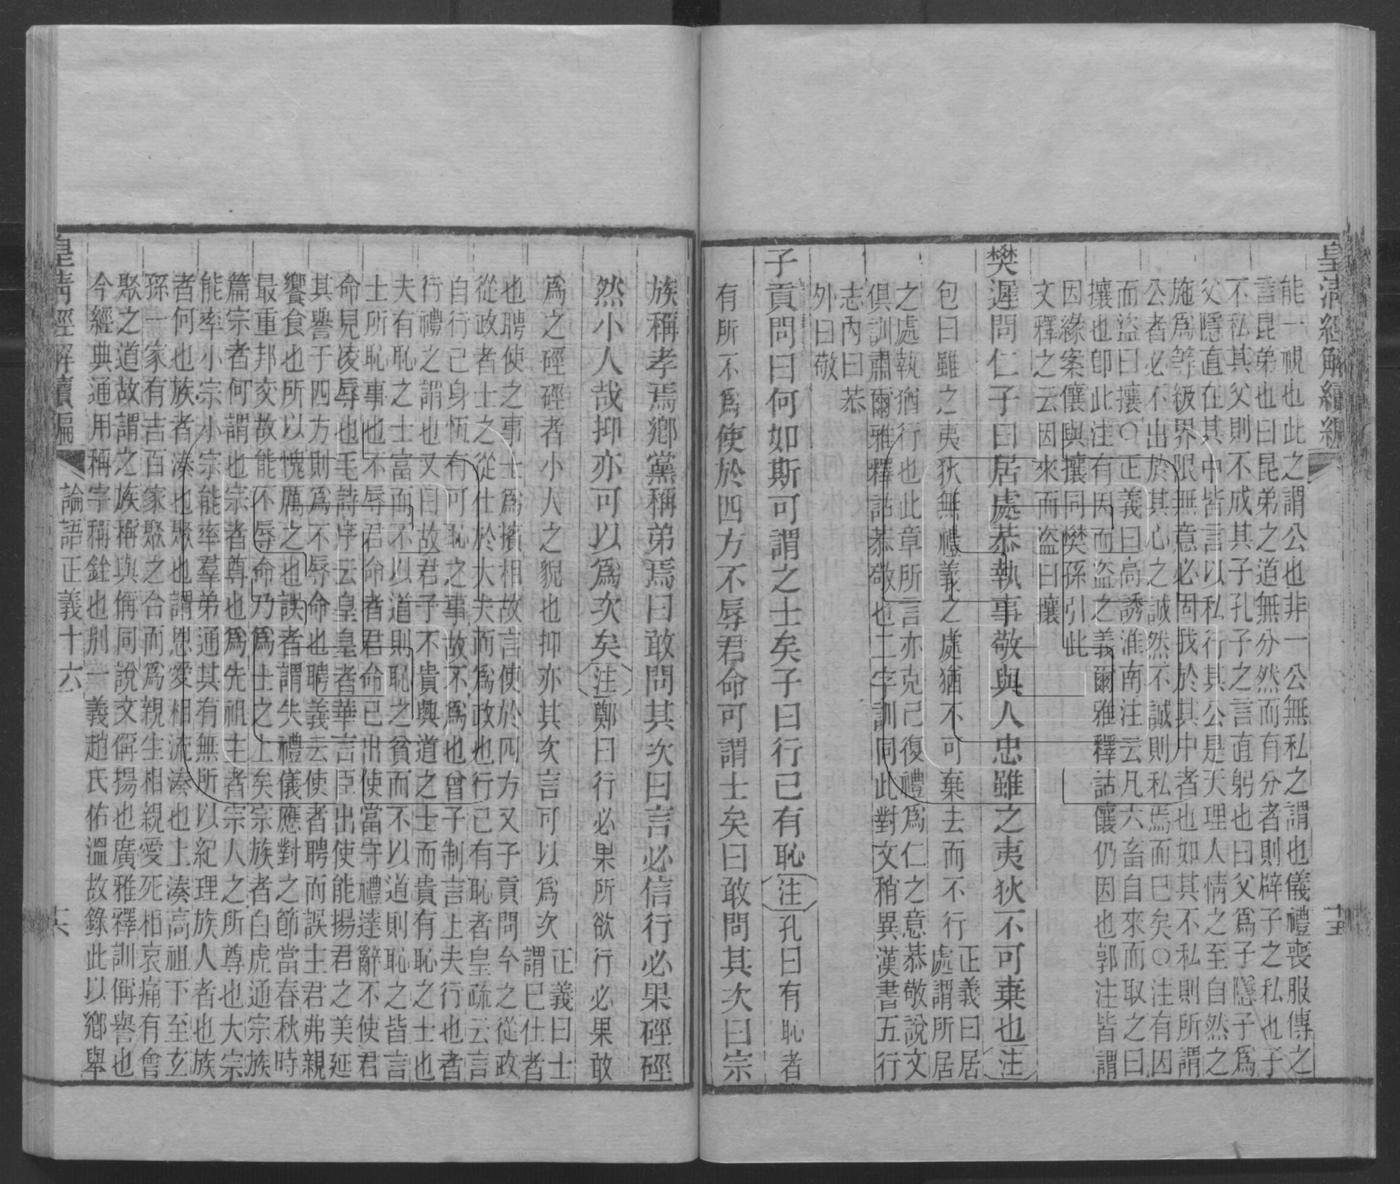 皇清經解續編
能一視也此之謂公也非一公無私之謂也儀禮喪服傳之
言昆弟也曰昆弟之道無分然而有分者則辟子之私也子
不私其父則不成其子孔子之言直躬也曰父爲子隱子爲
父隱直在其中皆言以私行其公是天理人情之至自然之
施爲等級界限無意必固我於其中者也如其不私則所謂
公者必不出於其心之誠然不誠則私焉而已矣○注有因
而盜曰攘○正義曰高誘淮南注云凡六畜自來而取之曰
攘也卽此注有因而盜之義爾雅釋詁儴仍因也郭注皆謂
因緣案儴與攘同樊孫引此
文釋之云因來而盜曰攘
樊遲問仁子曰居處恭執事敬與人忠雖之夷狄不可棄也注
包曰雖之夷狄無禮義之處猶不可棄去而不行
正義曰居
處謂所居
之處執猶行也此章所言亦克己復禮爲仁之意恭敬說文
俱訓肅爾雅釋詁恭敬也二字訓同此對文稍異漢書五行
志內曰恭
外曰敬
子貢問曰何如斯可謂之士矣子曰行己有恥注孔曰有恥者
有所不爲使於四方不辱君命可謂士矣曰敢問其次曰宗
十五
族稱孝焉鄉黨稱弟焉曰敢問其次曰言必信行必果硜硜
然小人哉抑亦可以爲次矣注鄭曰行必果所欲行必果敢
爲之硜硜者小人之貌也抑亦其次言可以爲次
正義曰士
謂已仕者
也聘使之事士爲擯相故言使於四方又子貢問今之從政
從政者士之從仕於大夫而爲政也行己有恥者皇疏云言
自行己身恆有可恥之事故不爲也曾子制言上夫行也者
行禮之謂也又曰故君子不貴興道之士而貴有恥之士也
夫有恥之士富而不以道則恥之貧而不以道則恥之皆言
士所恥事也不辱君命者君命已出使當守禮達辭不使君
命見凌辱也毛詩序云皇皇者華言臣出使能揚君之美延
其譽于四方則爲不辱命也聘義云使者聘而誤主君弗親
饗食也所以愧厲之也誤者謂失禮儀應對之節當春秋時
最重邦交故能不辱命乃爲士之上矣宗族者白虎通宗族
篇宗者何謂也宗者尊也爲先祖主者宗人之所尊也大宗
能率小宗小宗能率羣弟通其有無所以紀理族人者也族
者何也族者湊也聚也謂恩愛相流湊也上湊高祖下至玄
孫一家有吉百家聚之合而爲親生相親愛死相哀痛有會
聚之道故謂之族稱與偁同說文偁揚也廣雅釋訓偁譽也
今經典通用稱字稱銓也別一義趙氏佑溫故錄此以鄉舉
皇清經解續編
論語正義十六
十六